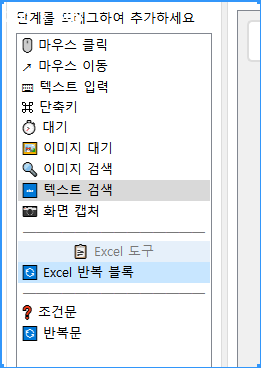 단계를 드래그하여 추가하세요
마우스 클릭
마우스 이동
텍스트 입력
단축키
대기
이미지 대기
이미지 검색
텍스트 검색
화면 캡처
Excel 도구
Excel 반복 블록
조건문
반복문